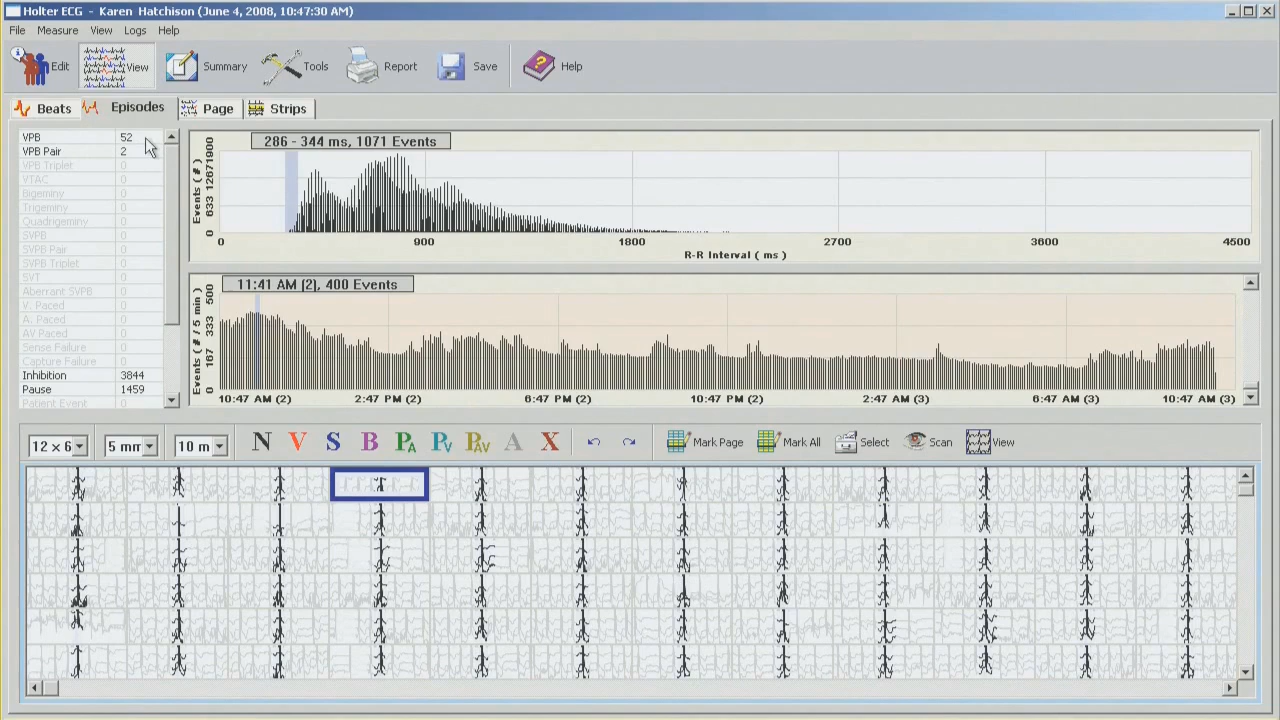 Holter ECG - Karen Hatchison (June 4, 2008, 10:47:30 AM)
File Measure View Logs Help
Edit View Summary Tools Report Save Help
Beats Episodes Page Strips
VPB 52
VPB Pair 2
VPB Triplet 0
VTAC 0
Bigeminy 0
Trigeminy 0
Quadrigeminy 0
SVPB 0
SVPB Pair 0
SVPB Triplet 0
SVT 0
Aberrant SVPB 0
V. Paced 0
A. Paced 0
AV Paced 0
Sense Failure 0
Capture Failure 0
Inhibition 3844
Pause 1459
Patient Event 0
286 - 344 ms, 1071 Events
Events ( # )
0 633 1267 1900
0 900 1800 2700 3600 4500
R-R Interval ( ms )
11:41 AM (2), 400 Events
Events ( # / 5 min )
0 167 333 500
10:47 AM (2) 2:47 PM (2) 6:47 PM (2) 10:47 PM (2) 2:47 AM (3) 6:47 AM (3) 10:47 AM (3)
12 x 6 5 mm 10 m N V S B PA PV PAV A X Mark Page Mark All Select Scan View